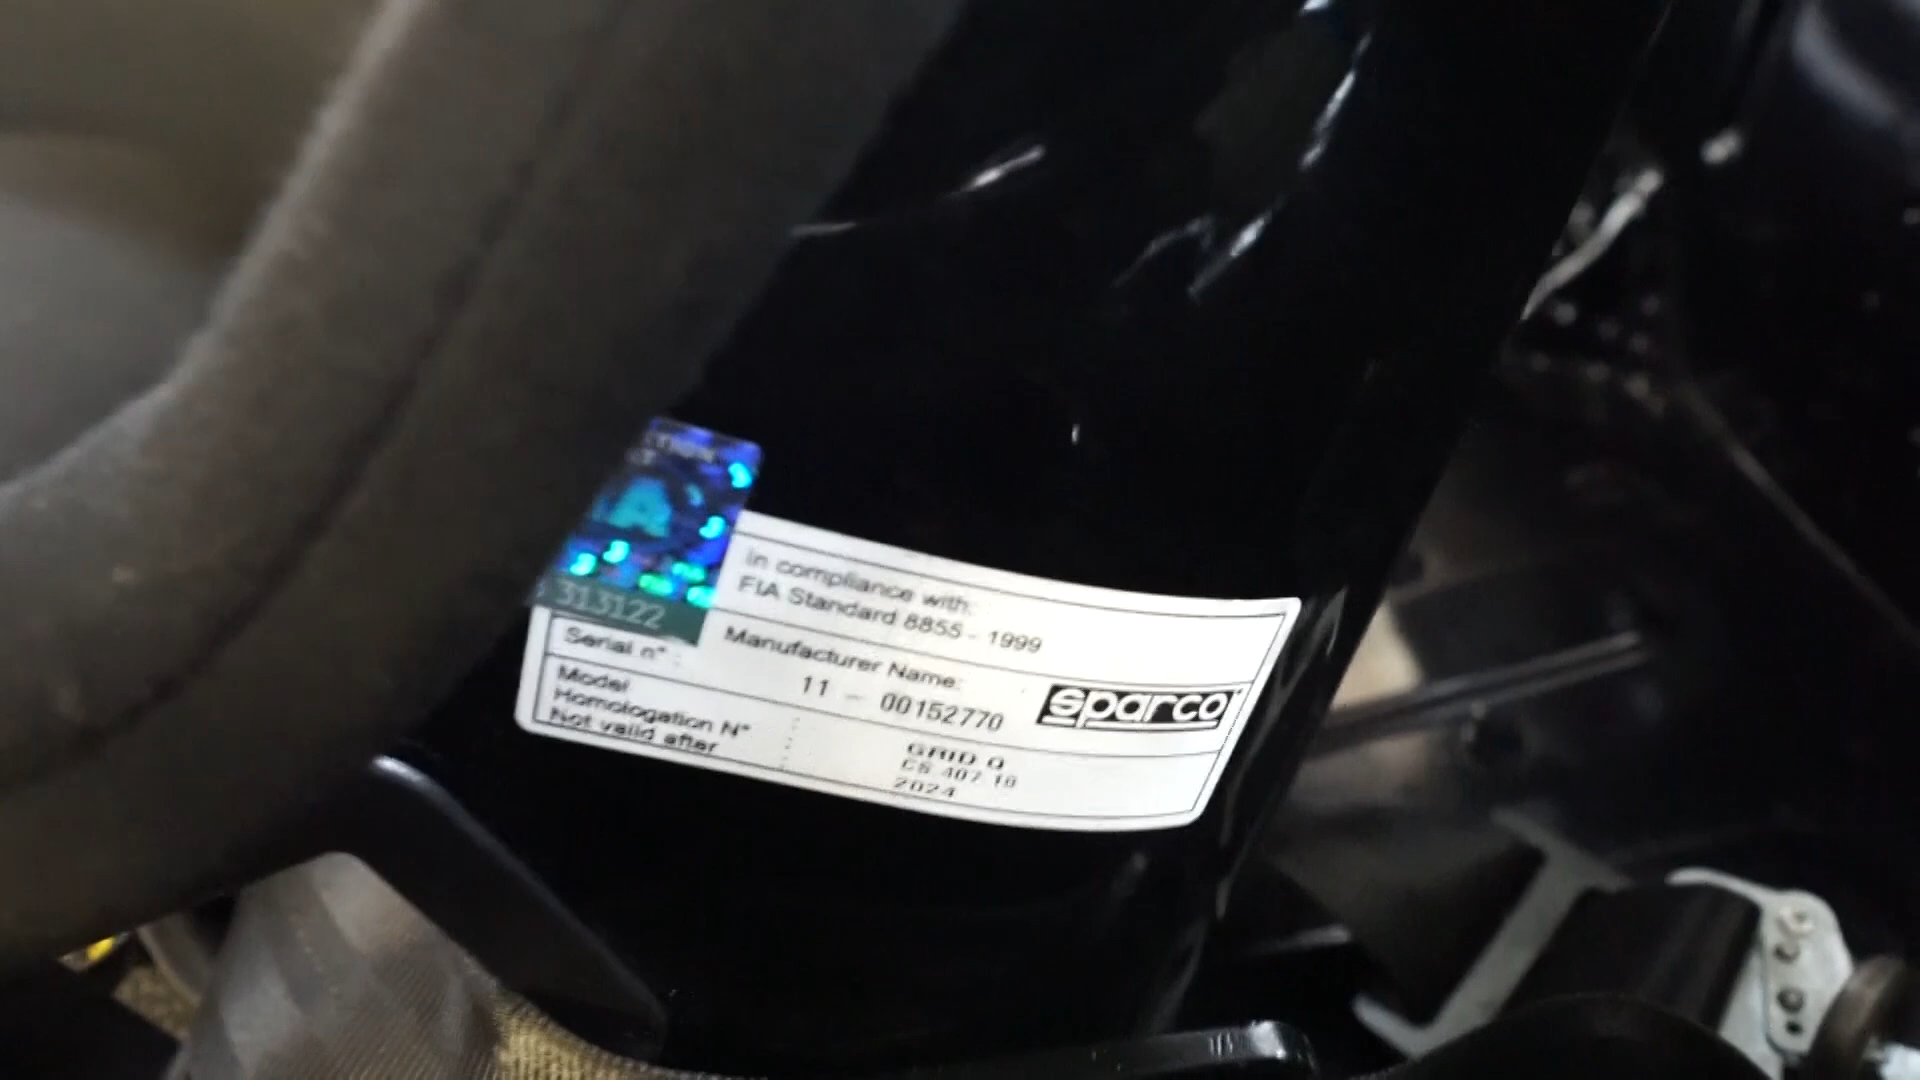 313122
In compliance with:
FIA Standard 8855 - 1999
Manufacturer Name:
sparco
Serial n° :
11 - 00152770
Model
GRID Q
Homologation N°
CS 407 10
Not valid after
2024